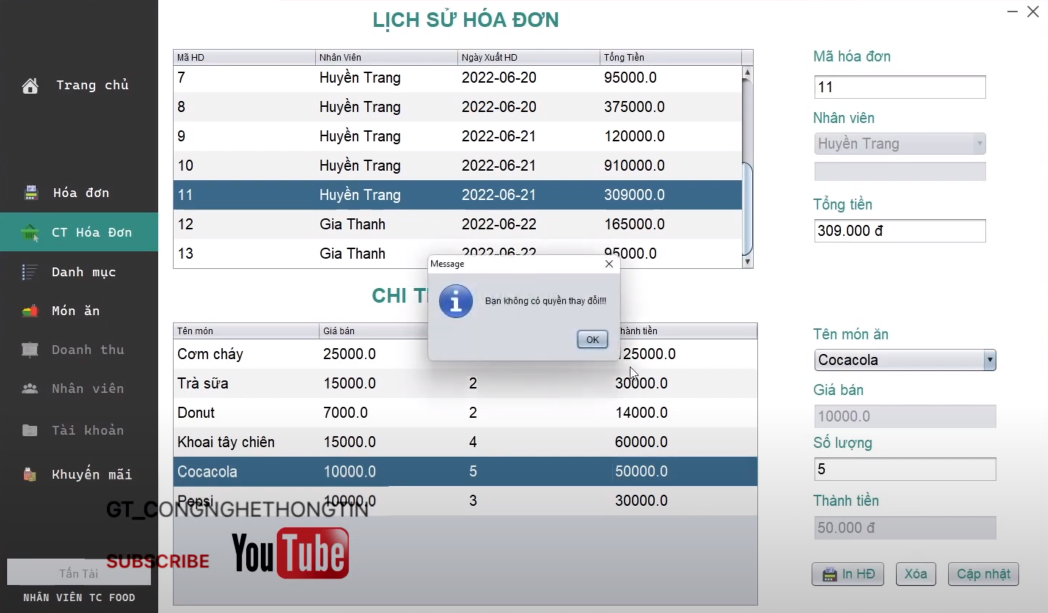 LỊCH SỬ HÓA ĐƠN
Trang chủ
Hóa đơn
CT Hóa Đơn
Danh mục
Món ăn
Doanh thu
Nhân viên
Tài khoản
Khuyến mãi
Tấn Tài
NHÂN VIÊN TC FOOD
Mã HD Nhân Viên Ngày Xuất HD Tổng Tiền
7 Huyền Trang 2022-06-20 95000.0
8 Huyền Trang 2022-06-20 375000.0
9 Huyền Trang 2022-06-21 120000.0
10 Huyền Trang 2022-06-21 910000.0
11 Huyền Trang 2022-06-21 309000.0
12 Gia Thanh 2022-06-22 165000.0
13 Gia Thanh 2022-06-22 95000.0
Message
Bạn không có quyền thay đổi!!!
OK
CHI
Tên món Giá bán thành tiền
Cơm cháy 25000.0 125000.0
Trà sữa 15000.0 2 30000.0
Donut 7000.0 2 14000.0
Khoai tây chiên 15000.0 4 60000.0
Cocacola 10000.0 5 50000.0
Pepsi 10000.0 3 30000.0
GT_CONGNGHETHONGTIN
SUBSCRIBE YouTube
Mã hóa đơn
11
Nhân viên
Huyền Trang
Tổng tiền
309.000 đ
Tên món ăn
Cocacola
Giá bán
10000.0
Số lượng
5
Thành tiền
50.000 đ
In HĐ Xóa Cập nhật